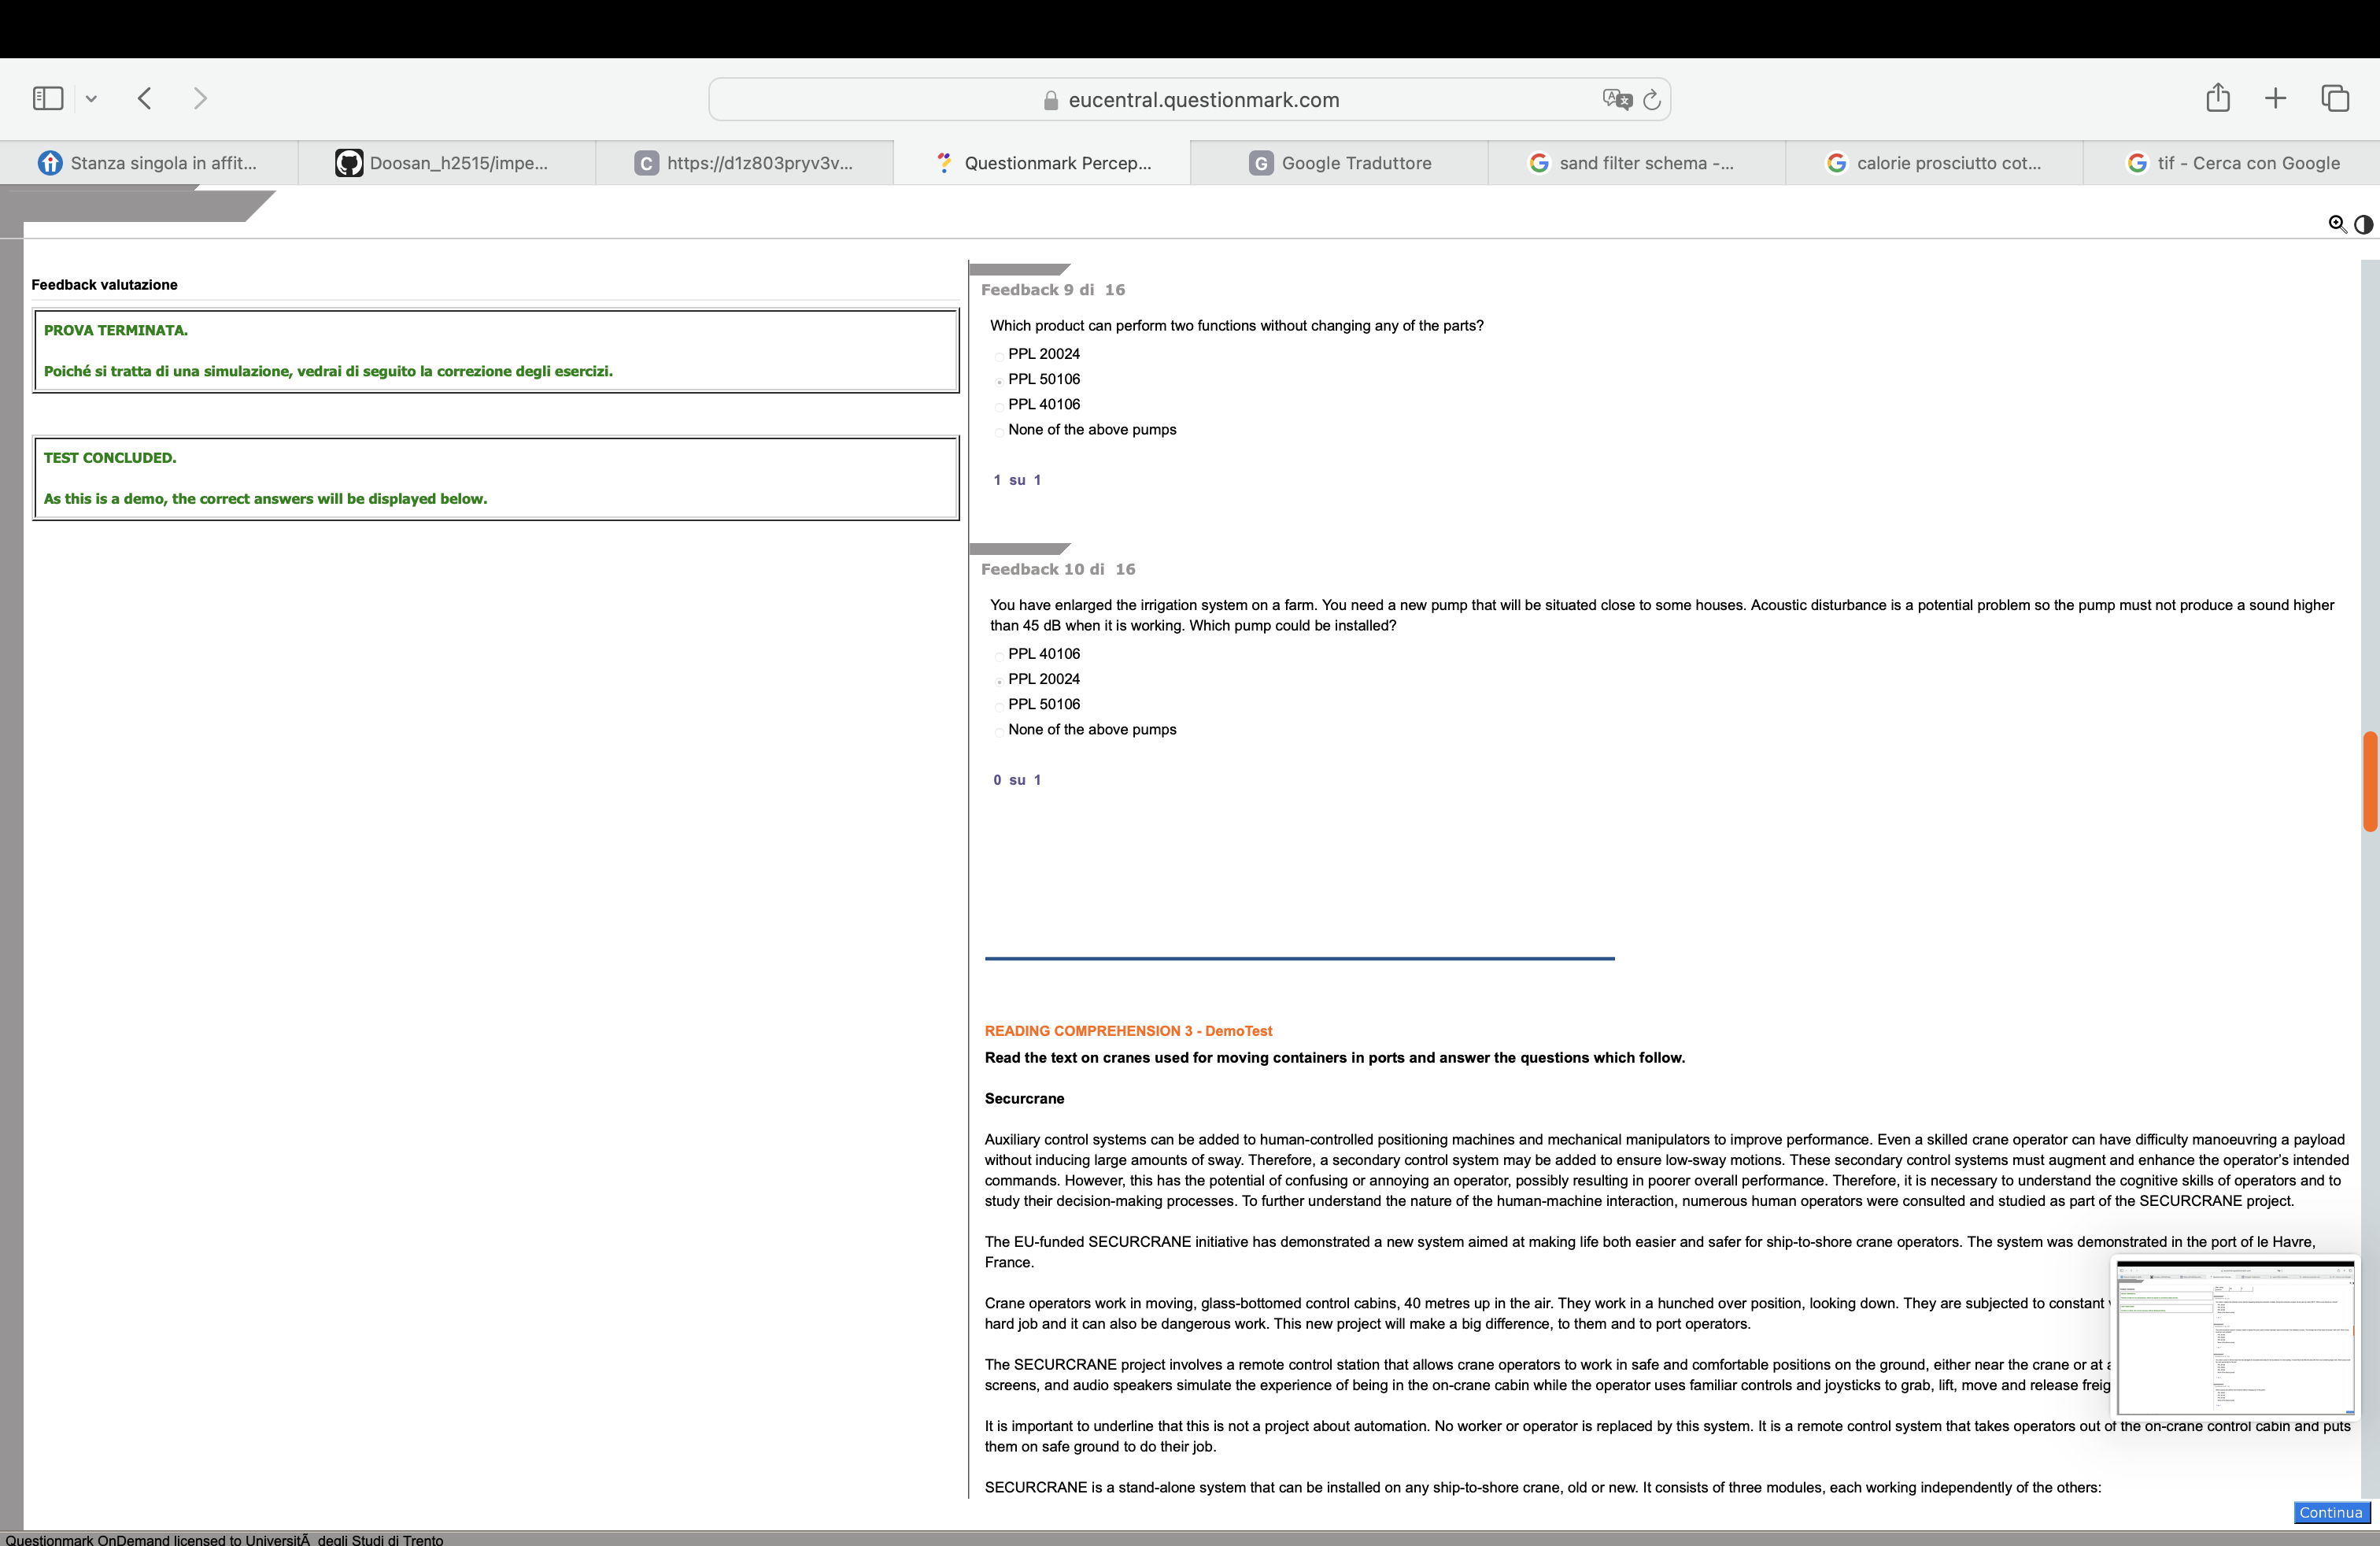 eucentral.questionmark.com
Stanza singola in affit...
Doosan_h2515/impe...
C https://d1z803pryv3v...
Questionmark Percep...
G Google Traduttore
sand filter schema -...
calorie prosciutto cot...
tif - Cerca con Google
Feedback valutazione
PROVA TERMINATA.
Poiché si tratta di una simulazione, vedrai di seguito la correzione degli esercizi.
TEST CONCLUDED.
As this is a demo, the correct answers will be displayed below.
Feedback 9 di 16
Which product can perform two functions without changing any of the parts?
PPL 20024
PPL 50106
PPL 40106
None of the above pumps
1 su 1
Feedback 10 di 16
You have enlarged the irrigation system on a farm. You need a new pump that will be situated close to some houses. Acoustic disturbance is a potential problem so the pump must not produce a sound higher
than 45 dB when it is working. Which pump could be installed?
PPL 40106
PPL 20024
PPL 50106
None of the above pumps
0 su 1
READING COMPREHENSION 3 - DemoTest
Read the text on cranes used for moving containers in ports and answer the questions which follow.
Securcrane
Auxiliary control systems can be added to human-controlled positioning machines and mechanical manipulators to improve performance. Even a skilled crane operator can have difficulty manoeuvring a payload
without inducing large amounts of sway. Therefore, a secondary control system may be added to ensure low-sway motions. These secondary control systems must augment and enhance the operator's intended
commands. However, this has the potential of confusing or annoying an operator, possibly resulting in poorer overall performance. Therefore, it is necessary to understand the cognitive skills of operators and to
study their decision-making processes. To further understand the nature of the human-machine interaction, numerous human operators were consulted and studied as part of the SECURCRANE project.
The EU-funded SECURCRANE initiative has demonstrated a new system aimed at making life both easier and safer for ship-to-shore crane operators. The system was demonstrated in the port of le Havre,
France.
Crane operators work in moving, glass-bottomed control cabins, 40 metres up in the air. They work in a hunched over position, looking down. They are subjected to constant
hard job and it can also be dangerous work. This new project will make a big difference, to them and to port operators.
The SECURCRANE project involves a remote control station that allows crane operators to work in safe and comfortable positions on the ground, either near the crane or at
screens, and audio speakers simulate the experience of being in the on-crane cabin while the operator uses familiar controls and joysticks to grab, lift, move and release
It is important to underline that this is not a project about automation. No worker or operator is replaced by this system. It is a remote control system that takes operators out of the on-crane control cabin and puts
them on safe ground to do their job.
SECURCRANE is a stand-alone system that can be installed on any ship-to-shore crane, old or new. It consists of three modules, each working independently of the others:
Continua
Questionmark OnDemand licensed to UniversitÃ degli Studi di Trento